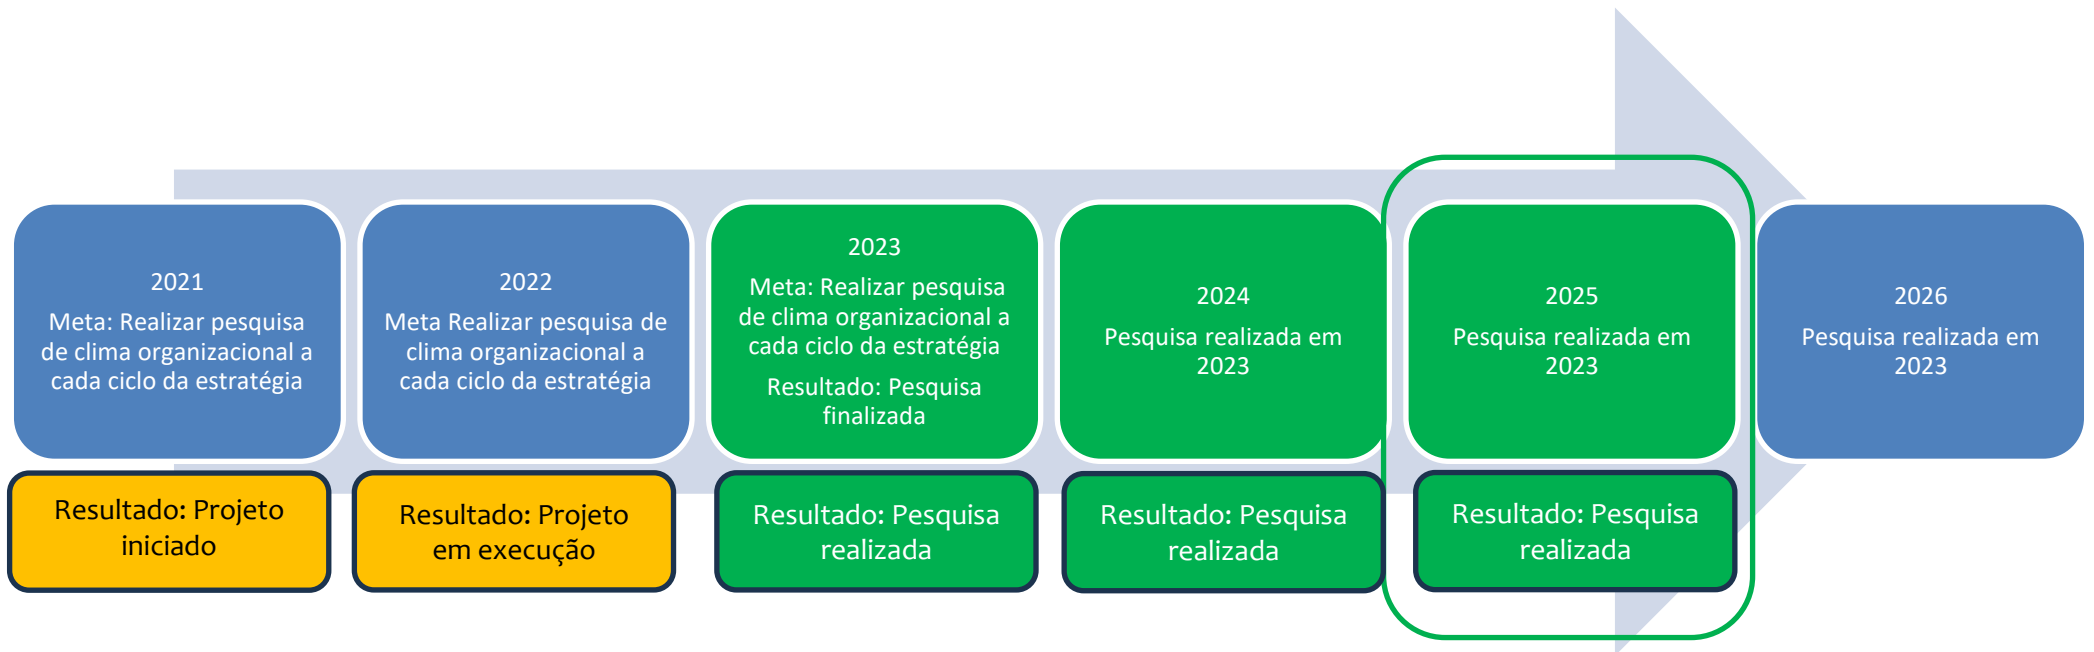 2021
Meta: Realizar pesquisa
de clima organizacional a
cada ciclo da estratégia
Resultado: Projeto
iniciado
2022
Meta Realizar pesquisa de
clima organizacional a
cada ciclo da estratégia
Resultado: Projeto
em execução
2023
Meta: Realizar pesquisa
de clima organizacional a
cada ciclo da estratégia
Resultado: Pesquisa
finalizada
Resultado: Pesquisa
realizada
2024
Pesquisa realizada em
2023
Resultado: Pesquisa
realizada
2025
Pesquisa realizada em
2023
Resultado: Pesquisa
realizada
2026
Pesquisa realizada em
2023